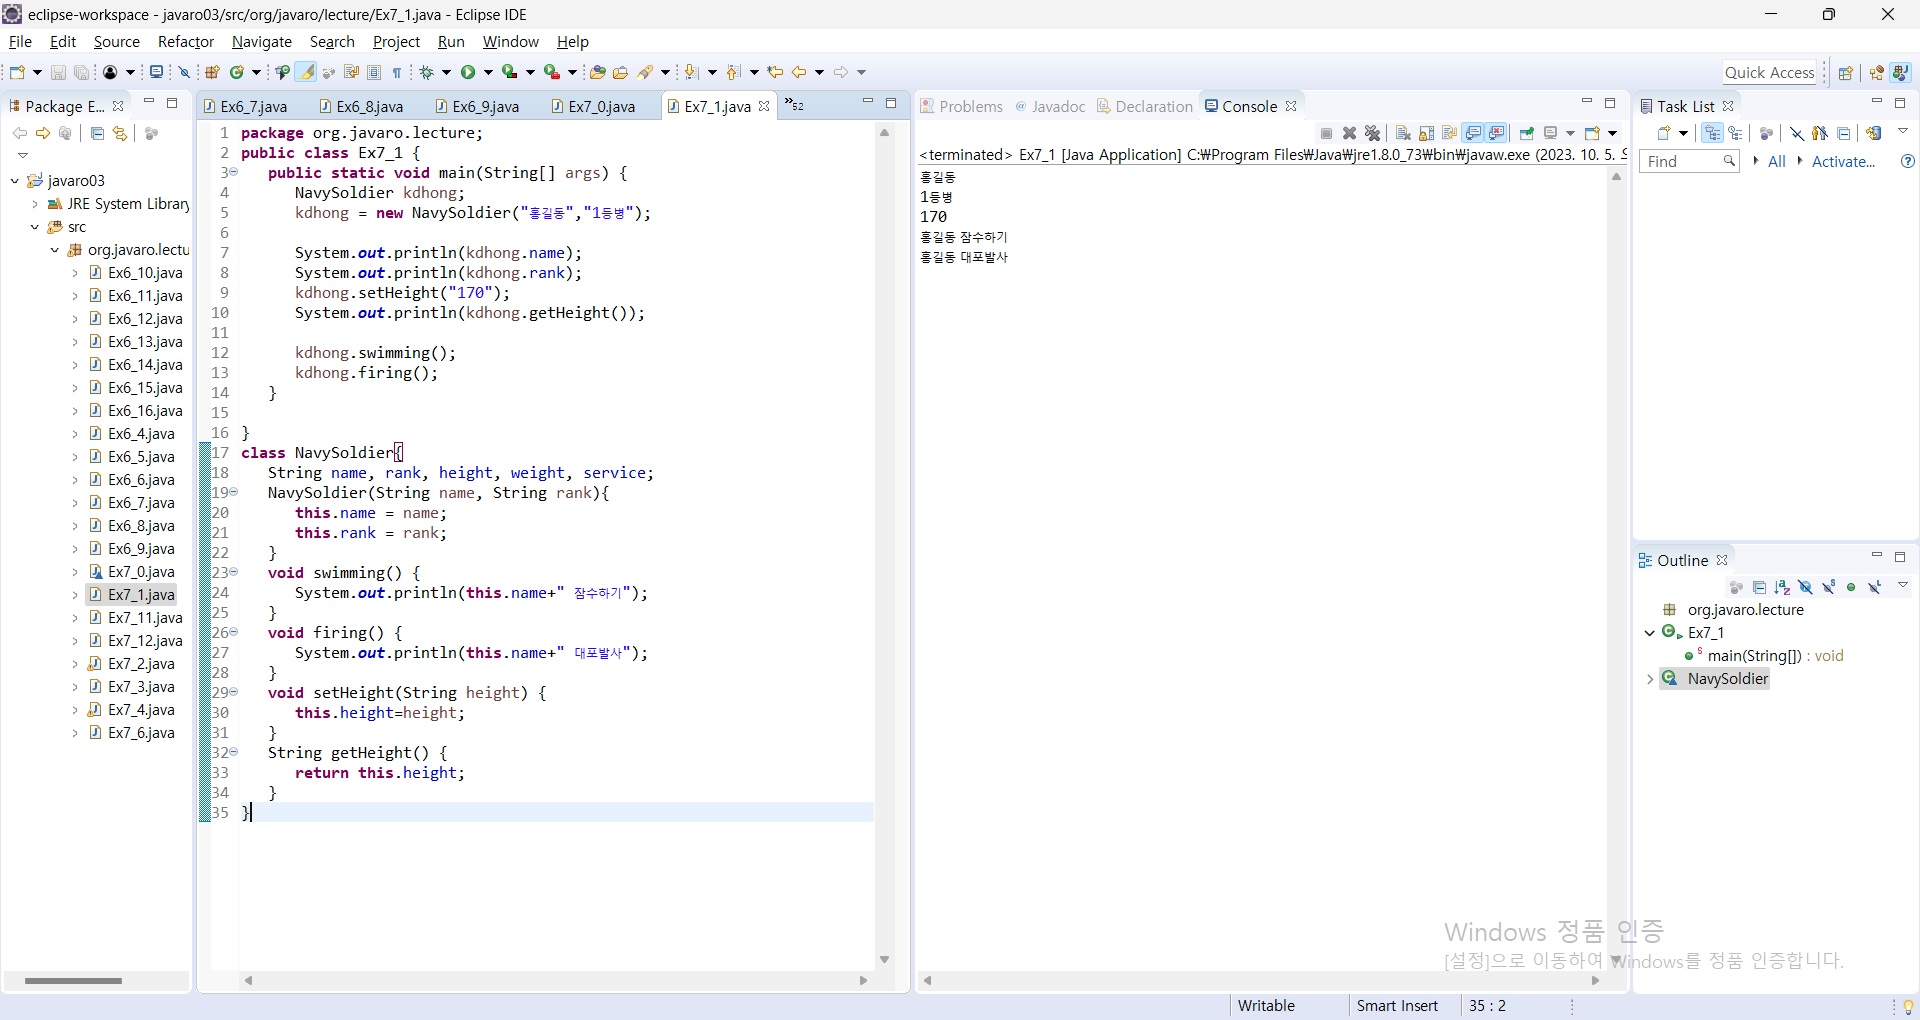 eclipse-workspace - javaro03/src/org/javaro/lecture/Ex7_1.java - Eclipse IDE
File Edit Source Refactor Navigate Search Project Run Window Help
Quick Access
Package E...
javaro03
JRE System Library
src
org.javaro.lectu
Ex6_10.java
Ex6_11.java
Ex6_12.java
Ex6_13.java
Ex6_14.java
Ex6_15.java
Ex6_16.java
Ex6_4.java
Ex6_5.java
Ex6_6.java
Ex6_7.java
Ex6_8.java
Ex6_9.java
Ex7_0.java
Ex7_1.java
Ex7_11.java
Ex7_12.java
Ex7_2.java
Ex7_3.java
Ex7_4.java
Ex7_6.java
Ex6_7.java Ex6_8.java Ex6_9.java Ex7_0.java Ex7_1.java »52
1 package org.javaro.lecture;
2 public class Ex7_1 {
3 public static void main(String[] args) {
4 NavySoldier kdhong;
5 kdhong = new NavySoldier("홍길동","1등병");
6
7 System.out.println(kdhong.name);
8 System.out.println(kdhong.rank);
9 kdhong.setHeight("170");
10 System.out.println(kdhong.getHeight());
11
12 kdhong.swimming();
13 kdhong.firing();
14 }
15
16 }
17 class NavySoldier{
18 String name, rank, height, weight, service;
19 NavySoldier(String name, String rank){
20 this.name = name;
21 this.rank = rank;
22 }
23 void swimming() {
24 System.out.println(this.name+" 잠수하기");
25 }
26 void firing() {
27 System.out.println(this.name+" 대포발사");
28 }
29 void setHeight(String height) {
30 this.height=height;
31 }
32 String getHeight() {
33 return this.height;
34 }
35 }
Problems Javadoc Declaration Console
<terminated> Ex7_1 [Java Application] C:₩Program Files₩Java₩jre1.8.0_73₩bin₩javaw.exe (2023. 10. 5. 오
홍길동
1등병
170
홍길동 잠수하기
홍길동 대포발사
Task List
Find All Activate...
Outline
org.javaro.lecture
Ex7_1
main(String[]) : void
NavySoldier
Windows 정품 인증
[설정]으로 이동하여 Windows를 정품 인증합니다.
Writable Smart Insert 35 : 2